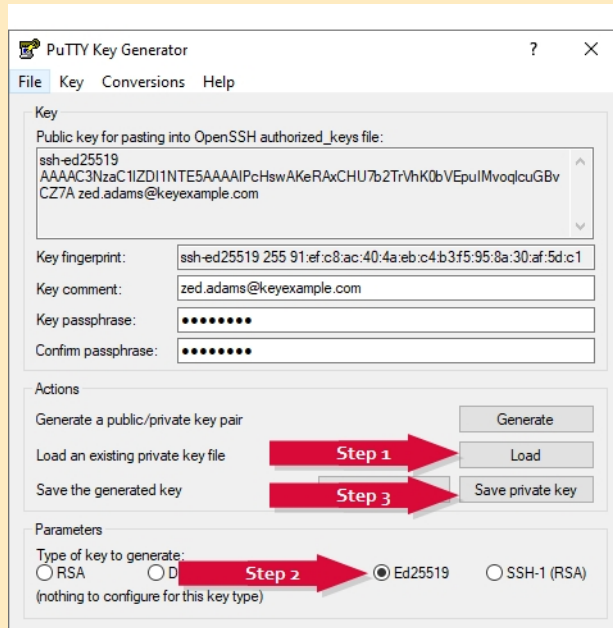 PuTTY Key Generator ? X
File Key Conversions Help
Key
Public key for pasting into OpenSSH authorized_keys file:
ssh-ed25519
AAAAC3NzaC1lZDI1NTE5AAAAIPcHswAKeRAxCHU7b2TrVhK0bVEpuIMvoqlcuGBv
CZ7A zed.adams@keyexample.com
Key fingerprint: ssh-ed25519 255 91:ef:c8:ac:40:4a:eb:c4:b3:f5:95:8a:30:af:5d:c1
Key comment: zed.adams@keyexample.com
Key passphrase: ●●●●●●●●
Confirm passphrase: ●●●●●●●●
Actions
Generate a public/private key pair Generate
Load an existing private key file Step 1 Load
Save the generated key Step 3 Save private key
Parameters
Type of key to generate:
RSA D Step 2 Ed25519 SSH-1 (RSA)
(nothing to configure for this key type)